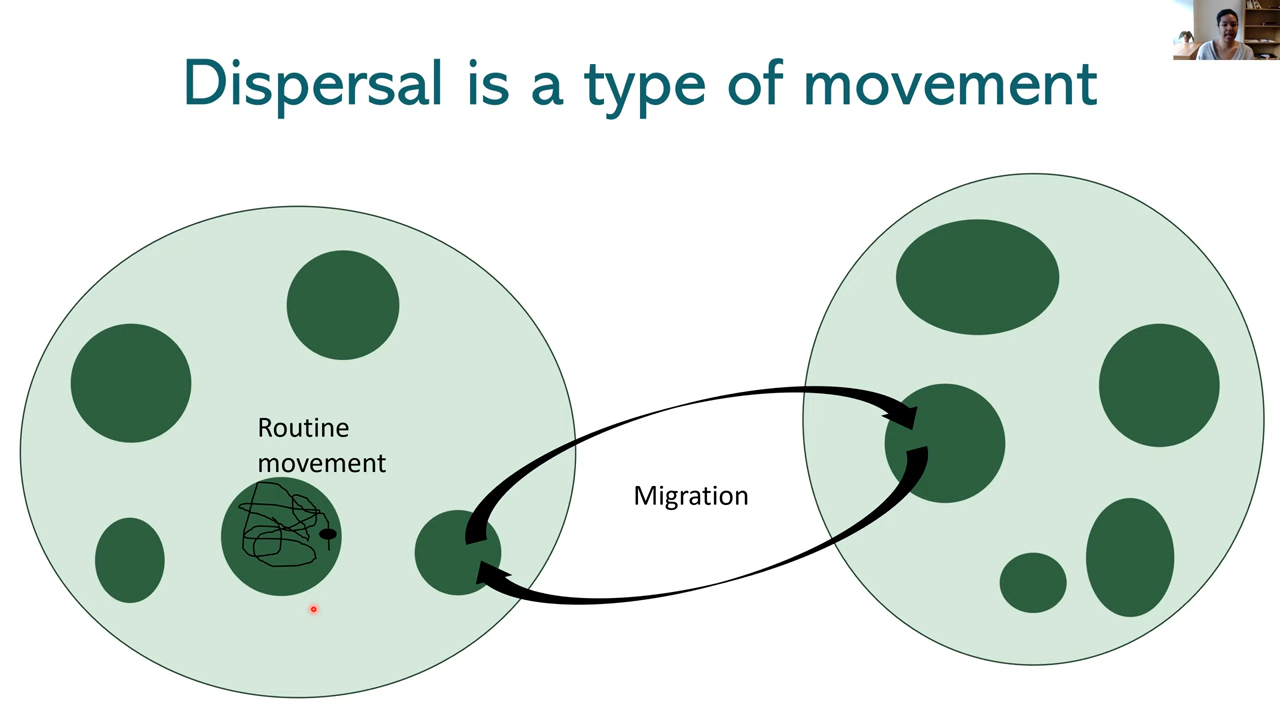 Dispersal is a type of movement
Routine
movement
Migration